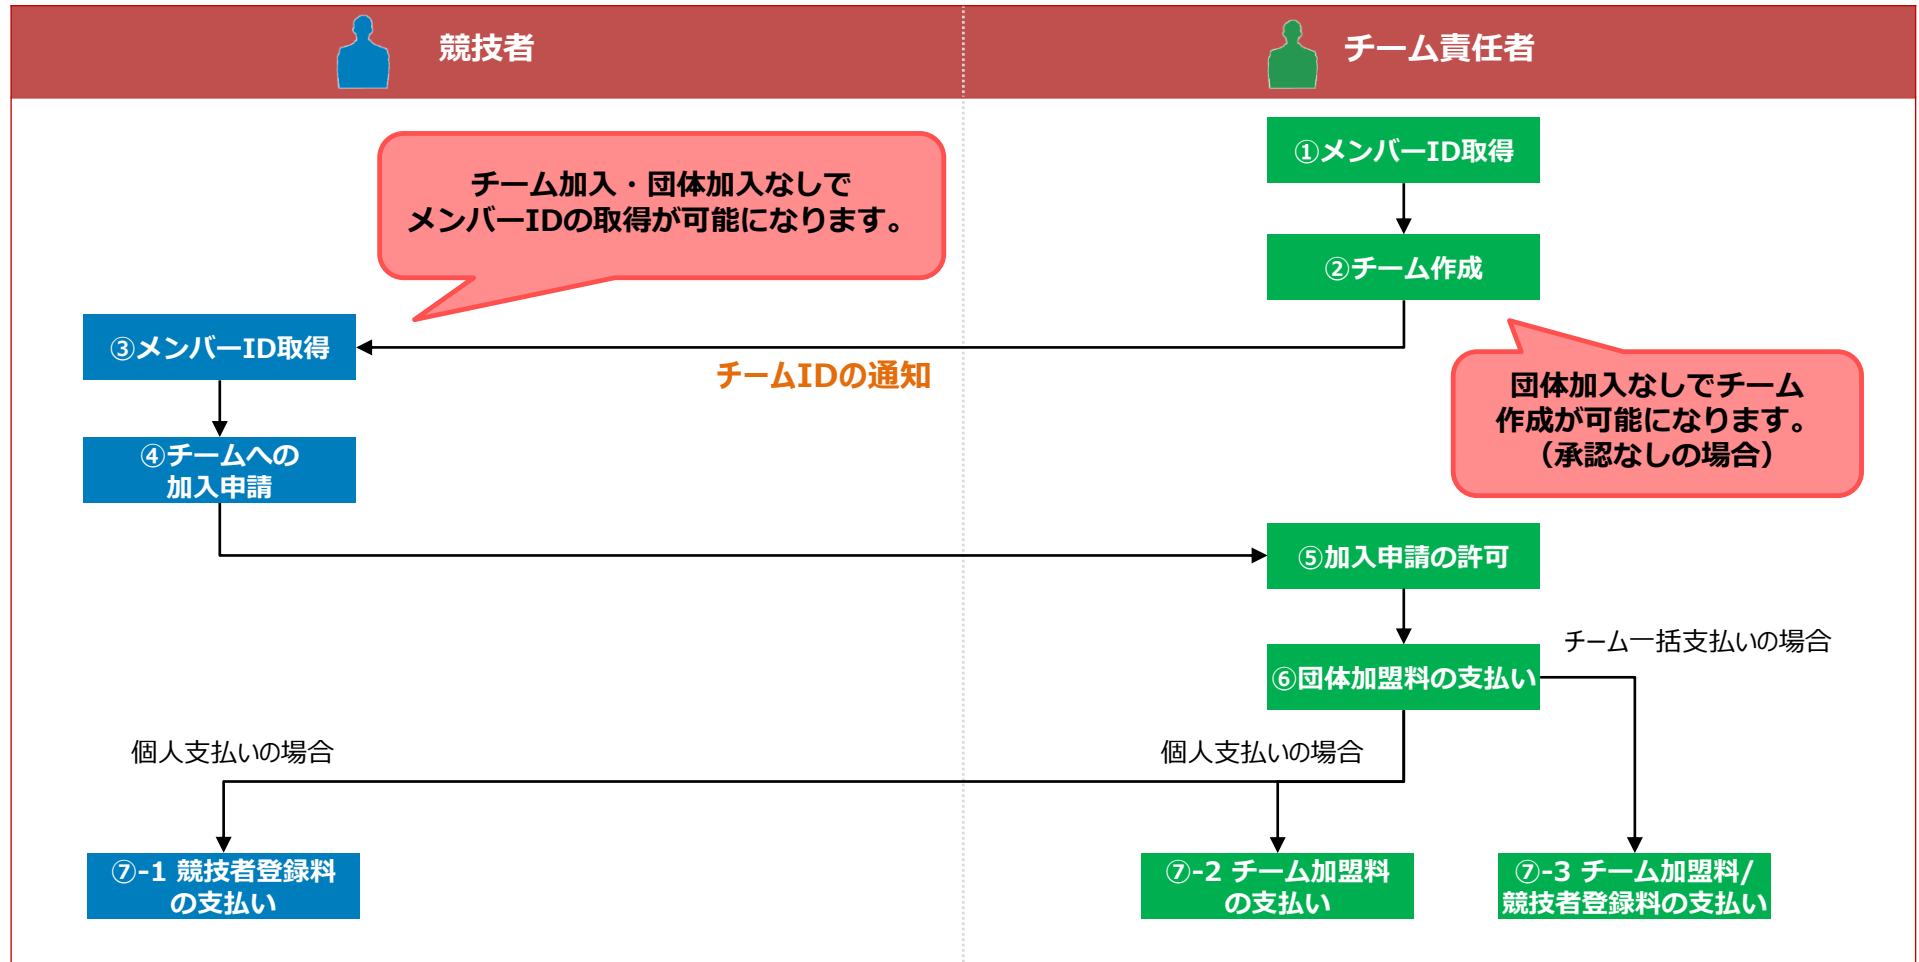 競技者
チーム責任者
①メンバーID取得
チーム加入・団体加入なしで
メンバーIDの取得が可能になります。
②チーム作成
③メンバーID取得
チームIDの通知
団体加入なしでチーム
作成が可能になります。
（承認なしの場合）
④チームへの
加入申請
⑤加入申請の許可
チーム一括支払いの場合
⑥団体加盟料の支払い
個人支払いの場合
個人支払いの場合
⑦-1 競技者登録料
の支払い
⑦-2 チーム加盟料
の支払い
⑦-3 チーム加盟料/
競技者登録料の支払い